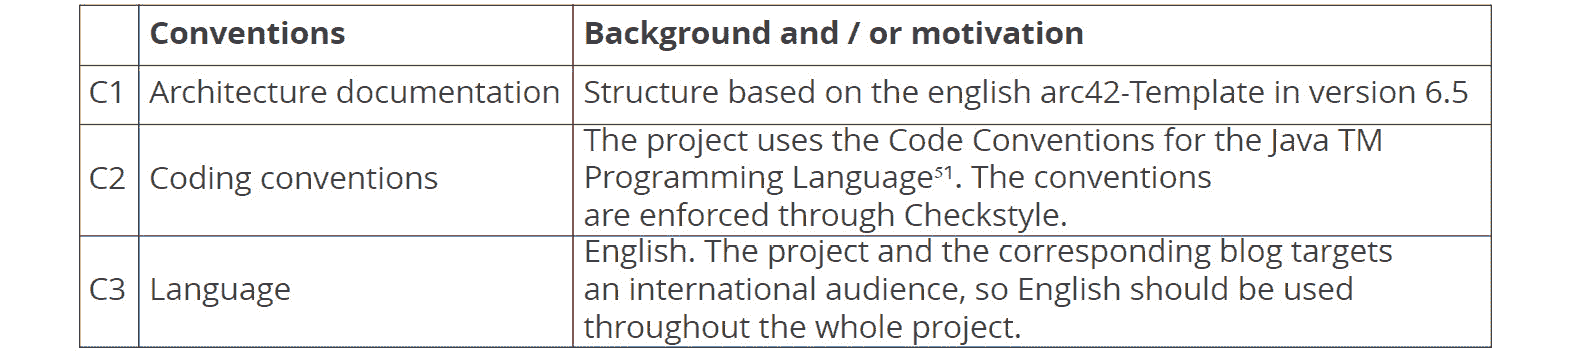 Conventions Background and / or motivation
C1 Architecture documentation Structure based on the english arc42-Template in version 6.5
The project uses the Code Conventions for the Java TM
C2 Coding conventions Programming Language⁵¹. The conventions
are enforced through Checkstyle.
English. The project and the corresponding blog targets
C3 Language an international audience, so English should be used
throughout the whole project.